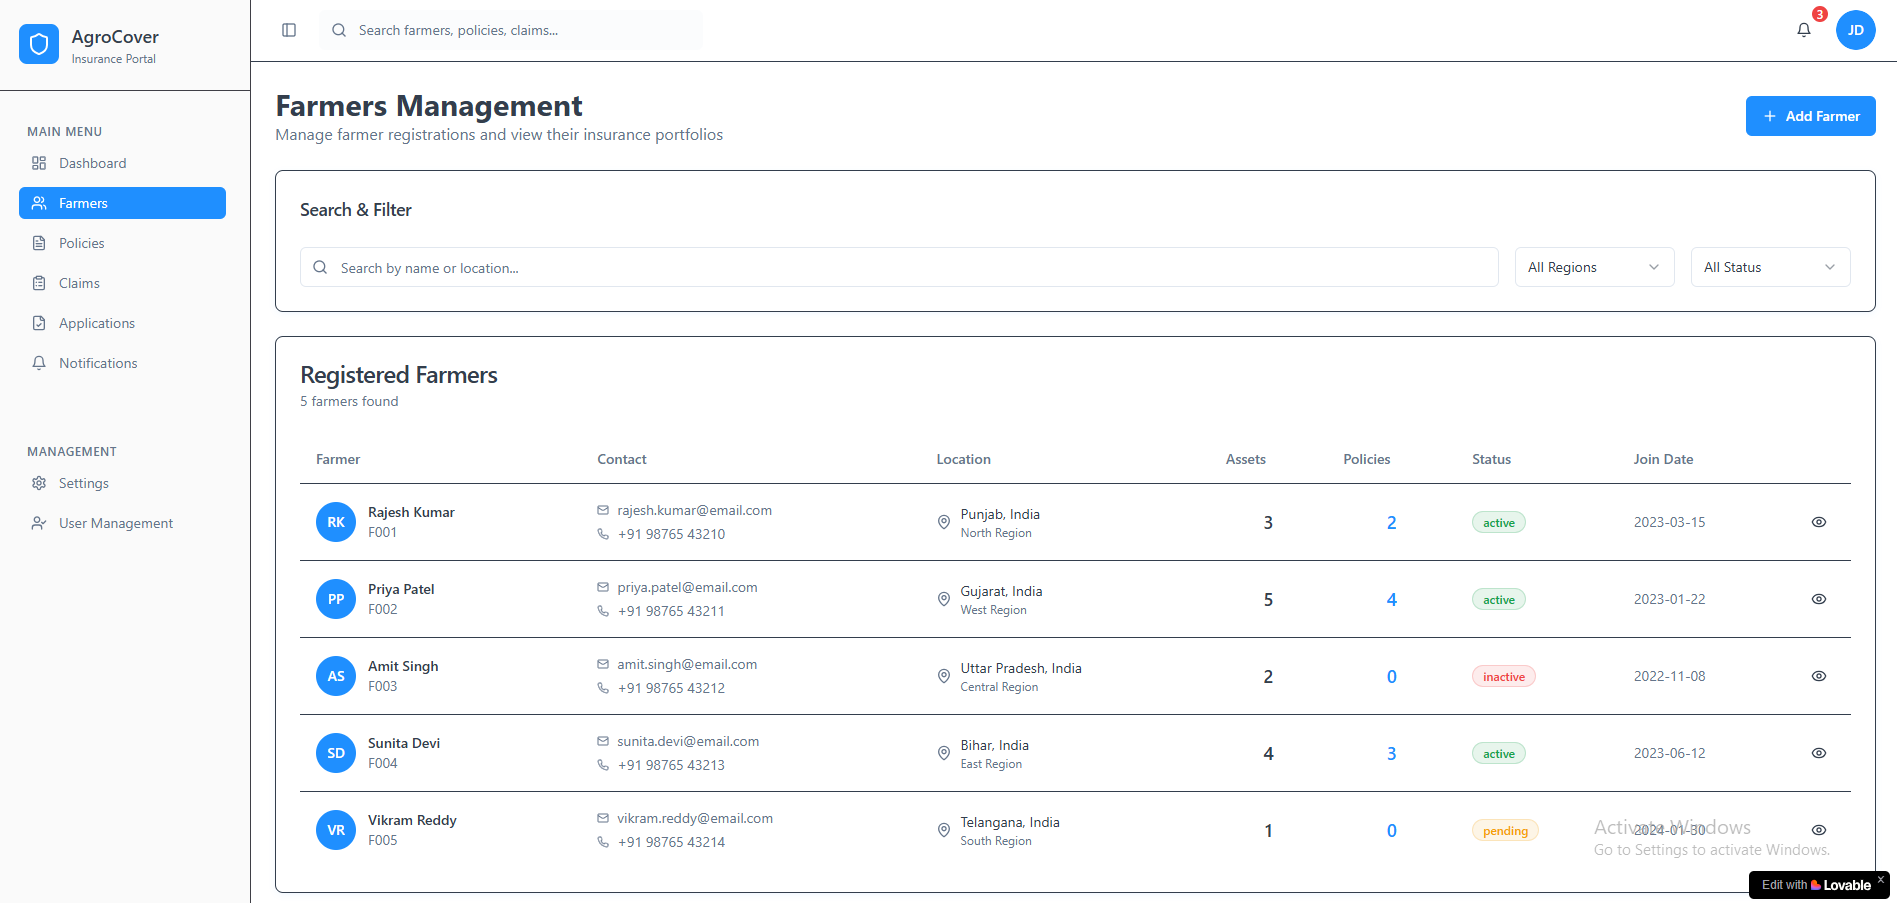 AgroCover
Insurance Portal
Search farmers, policies, claims...
3
JD
MAIN MENU
Dashboard
Farmers
Policies
Claims
Applications
Notifications
MANAGEMENT
Settings
User Management
Farmers Management
Manage farmer registrations and view their insurance portfolios
Add Farmer
Search & Filter
Search by name or location...
All Regions
All Status
Registered Farmers
5 farmers found
Farmer Contact Location Assets Policies Status Join Date
RK
Rajesh Kumar
F001
rajesh.kumar@email.com
+91 98765 43210
Punjab, India
North Region
3
2
active
2023-03-15
PP
Priya Patel
F002
priya.patel@email.com
+91 98765 43211
Gujarat, India
West Region
5
4
active
2023-01-22
AS
Amit Singh
F003
amit.singh@email.com
+91 98765 43212
Uttar Pradesh, India
Central Region
2
0
inactive
2022-11-08
SD
Sunita Devi
F004
sunita.devi@email.com
+91 98765 43213
Bihar, India
East Region
4
3
active
2023-06-12
VR
Vikram Reddy
F005
vikram.reddy@email.com
+91 98765 43214
Telangana, India
South Region
1
0
pending
2024-01-30
Activate Windows
Go to Settings to activate Windows.
Edit with Lovable